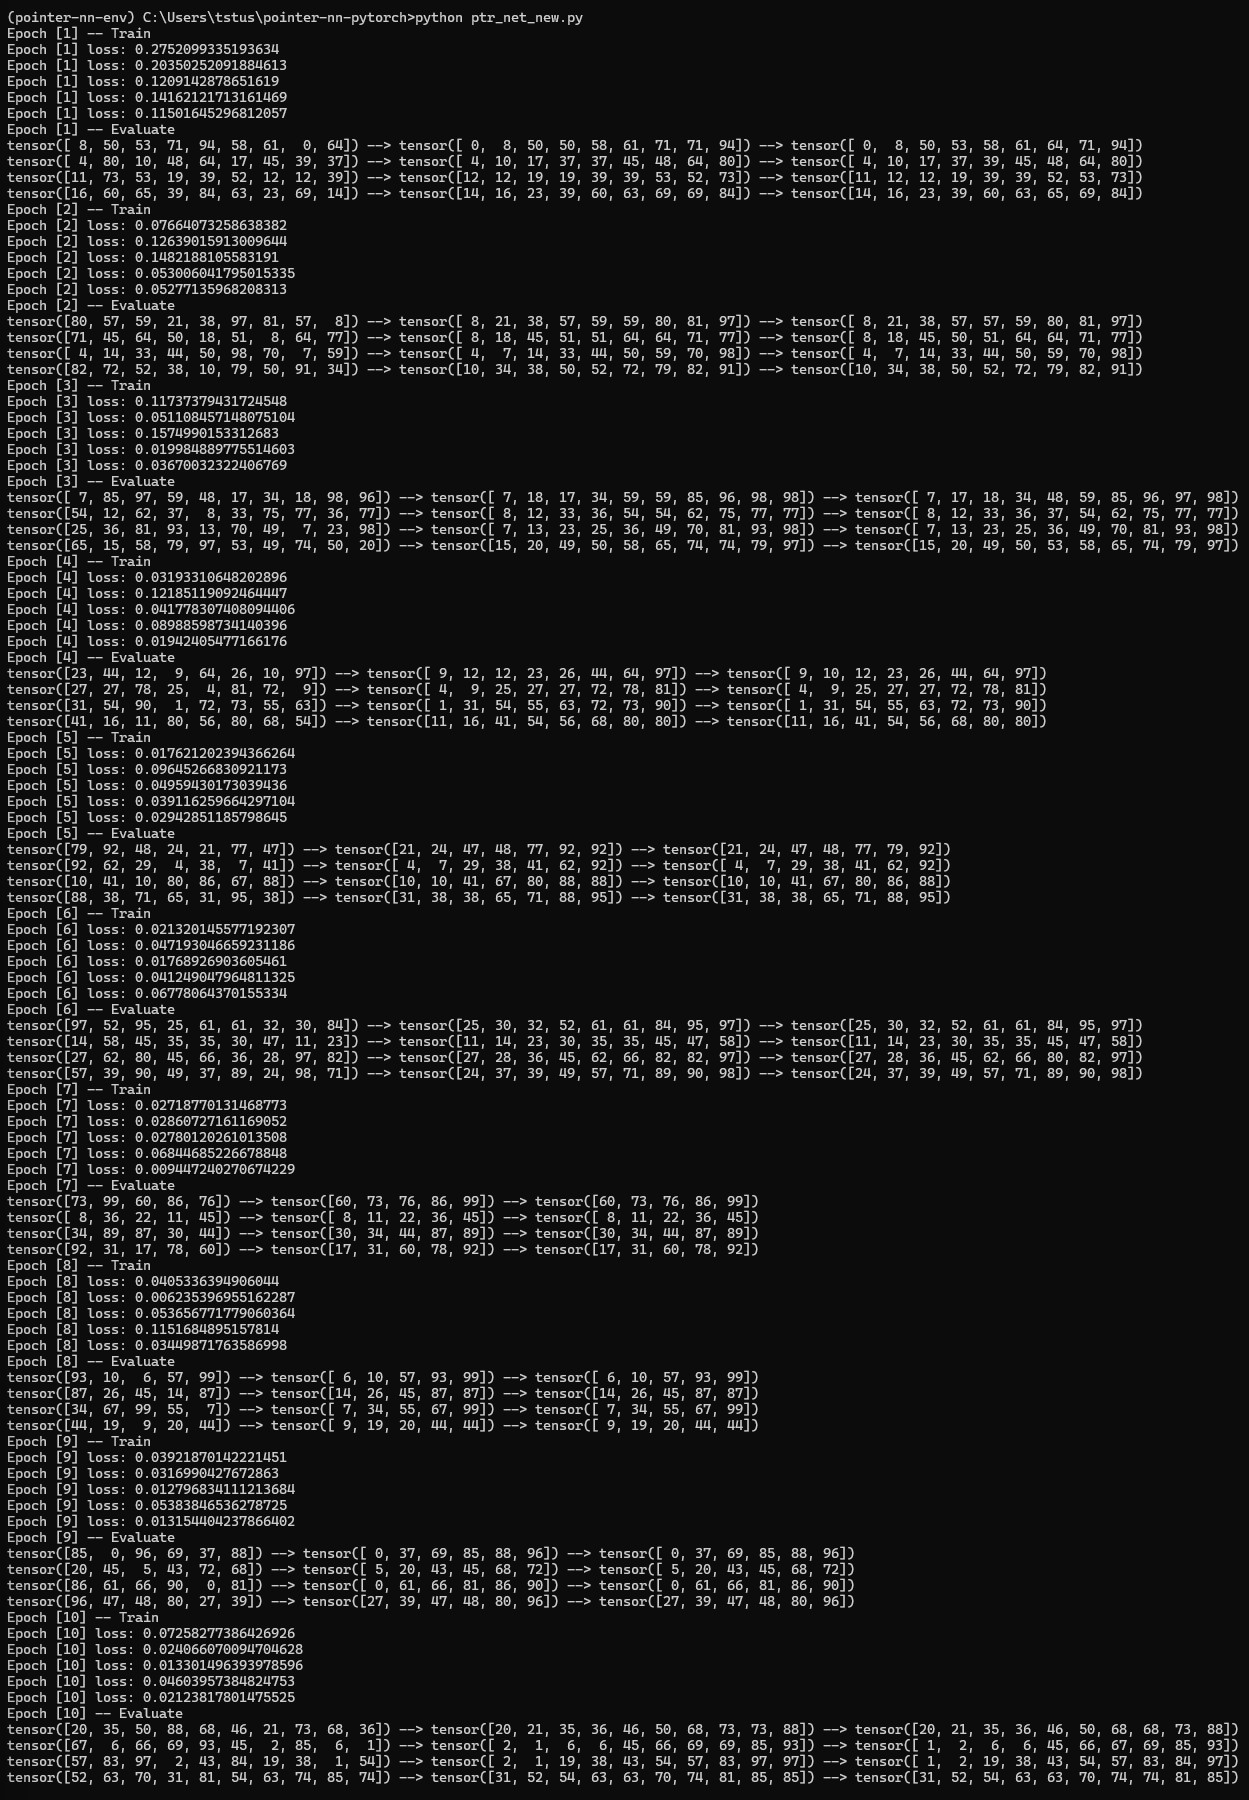 (pointer-nn-env) C:\Users\tstus\pointer-nn-pytorch>python ptr_net_new.py
Epoch [1] -- Train
Epoch [1] loss: 0.2752099335193634
Epoch [1] loss: 0.20350252091884613
Epoch [1] loss: 0.1209142878651619
Epoch [1] loss: 0.14162121713161469
Epoch [1] loss: 0.11501645296812057
Epoch [1] -- Evaluate
tensor([ 8, 50, 53, 71, 94, 58, 61,  0, 64]) --> tensor([ 0,  8, 50, 50, 58, 61, 71, 71, 94]) --> tensor([ 0,  8, 50, 53, 58, 61, 64, 71, 94])
tensor([ 4, 80, 10, 48, 64, 17, 45, 39, 37]) --> tensor([ 4, 10, 17, 37, 37, 45, 48, 64, 80]) --> tensor([ 4, 10, 17, 37, 39, 45, 48, 64, 80])
tensor([11, 73, 53, 19, 39, 52, 12, 12, 39]) --> tensor([12, 12, 19, 19, 39, 39, 53, 52, 73]) --> tensor([11, 12, 12, 19, 39, 39, 52, 53, 73])
tensor([16, 60, 65, 39, 84, 63, 23, 69, 14]) --> tensor([14, 16, 23, 39, 60, 63, 69, 69, 84]) --> tensor([14, 16, 23, 39, 60, 63, 65, 69, 84])
Epoch [2] -- Train
Epoch [2] loss: 0.07664073258638382
Epoch [2] loss: 0.12639015913009644
Epoch [2] loss: 0.1482188105583191
Epoch [2] loss: 0.053006041795015335
Epoch [2] loss: 0.05277135968208313
Epoch [2] -- Evaluate
tensor([80, 57, 59, 21, 38, 97, 81, 57,  8]) --> tensor([ 8, 21, 38, 57, 59, 59, 80, 81, 97]) --> tensor([ 8, 21, 38, 57, 57, 59, 80, 81, 97])
tensor([71, 45, 64, 50, 18, 51,  8, 64, 77]) --> tensor([ 8, 18, 45, 51, 51, 64, 64, 71, 77]) --> tensor([ 8, 18, 45, 50, 51, 64, 64, 71, 77])
tensor([ 4, 14, 33, 44, 50, 98, 70,  7, 59]) --> tensor([ 4,  7, 14, 33, 44, 50, 59, 70, 98]) --> tensor([ 4,  7, 14, 33, 44, 50, 59, 70, 98])
tensor([82, 72, 52, 38, 10, 79, 50, 91, 34]) --> tensor([10, 34, 38, 50, 52, 72, 79, 82, 91]) --> tensor([10, 34, 38, 50, 52, 72, 79, 82, 91])
Epoch [3] -- Train
Epoch [3] loss: 0.11737379431724548
Epoch [3] loss: 0.051108457148075104
Epoch [3] loss: 0.1574990153312683
Epoch [3] loss: 0.019984889775514603
Epoch [3] loss: 0.03670032322406769
Epoch [3] -- Evaluate
tensor([ 7, 85, 97, 59, 48, 17, 34, 18, 98, 96]) --> tensor([ 7, 18, 17, 34, 59, 59, 85, 96, 98, 98]) --> tensor([ 7, 17, 18, 34, 48, 59, 85, 96, 97, 98])
tensor([54, 12, 62, 37,  8, 33, 75, 77, 36, 77]) --> tensor([ 8, 12, 33, 36, 54, 54, 62, 75, 77, 77]) --> tensor([ 8, 12, 33, 36, 37, 54, 62, 75, 77, 77])
tensor([25, 36, 81, 93, 13, 70, 49,  7, 23, 98]) --> tensor([ 7, 13, 23, 25, 36, 49, 70, 81, 93, 98]) --> tensor([ 7, 13, 23, 25, 36, 49, 70, 81, 93, 98])
tensor([65, 15, 58, 79, 97, 53, 49, 74, 50, 20]) --> tensor([15, 20, 49, 50, 58, 65, 74, 74, 79, 97]) --> tensor([15, 20, 49, 50, 53, 58, 65, 74, 79, 97])
Epoch [4] -- Train
Epoch [4] loss: 0.03193310648202896
Epoch [4] loss: 0.12185119092464447
Epoch [4] loss: 0.041778307408094406
Epoch [4] loss: 0.08988598734140396
Epoch [4] loss: 0.01942405477166176
Epoch [4] -- Evaluate
tensor([23, 44, 12,  9, 64, 26, 10, 97]) --> tensor([ 9, 12, 12, 23, 26, 44, 64, 97]) --> tensor([ 9, 10, 12, 23, 26, 44, 64, 97])
tensor([27, 27, 78, 25,  4, 81, 72,  9]) --> tensor([ 4,  9, 25, 27, 27, 72, 78, 81]) --> tensor([ 4,  9, 25, 27, 27, 72, 78, 81])
tensor([31, 54, 90,  1, 72, 73, 55, 63]) --> tensor([ 1, 31, 54, 55, 63, 72, 73, 90]) --> tensor([ 1, 31, 54, 55, 63, 72, 73, 90])
tensor([41, 16, 11, 80, 56, 80, 68, 54]) --> tensor([11, 16, 41, 54, 56, 68, 80, 80]) --> tensor([11, 16, 41, 54, 56, 68, 80, 80])
Epoch [5] -- Train
Epoch [5] loss: 0.017621202394366264
Epoch [5] loss: 0.09645266830921173
Epoch [5] loss: 0.04959430173039436
Epoch [5] loss: 0.039116259664297104
Epoch [5] loss: 0.02942851185798645
Epoch [5] -- Evaluate
tensor([79, 92, 48, 24, 21, 77, 47]) --> tensor([21, 24, 47, 48, 77, 92, 92]) --> tensor([21, 24, 47, 48, 77, 79, 92])
tensor([92, 62, 29,  4, 38,  7, 41]) --> tensor([ 4,  7, 29, 38, 41, 62, 92]) --> tensor([ 4,  7, 29, 38, 41, 62, 92])
tensor([10, 41, 10, 80, 86, 67, 88]) --> tensor([10, 10, 41, 67, 80, 88, 88]) --> tensor([10, 10, 41, 67, 80, 86, 88])
tensor([88, 38, 71, 65, 31, 95, 38]) --> tensor([31, 38, 38, 65, 71, 88, 95]) --> tensor([31, 38, 38, 65, 71, 88, 95])
Epoch [6] -- Train
Epoch [6] loss: 0.021320145577192307
Epoch [6] loss: 0.047193046659231186
Epoch [6] loss: 0.01768926903605461
Epoch [6] loss: 0.041249047964811325
Epoch [6] loss: 0.06778064370155334
Epoch [6] -- Evaluate
tensor([97, 52, 95, 25, 61, 61, 32, 30, 84]) --> tensor([25, 30, 32, 52, 61, 61, 84, 95, 97]) --> tensor([25, 30, 32, 52, 61, 61, 84, 95, 97])
tensor([14, 58, 45, 35, 35, 30, 47, 11, 23]) --> tensor([11, 14, 23, 30, 35, 35, 45, 47, 58]) --> tensor([11, 14, 23, 30, 35, 35, 45, 47, 58])
tensor([27, 62, 80, 45, 66, 36, 28, 97, 82]) --> tensor([27, 28, 36, 45, 62, 66, 82, 82, 97]) --> tensor([27, 28, 36, 45, 62, 66, 80, 82, 97])
tensor([57, 39, 90, 49, 37, 89, 24, 98, 71]) --> tensor([24, 37, 39, 49, 57, 71, 89, 90, 98]) --> tensor([24, 37, 39, 49, 57, 71, 89, 90, 98])
Epoch [7] -- Train
Epoch [7] loss: 0.02718770131468773
Epoch [7] loss: 0.02860727161169052
Epoch [7] loss: 0.02780120261013508
Epoch [7] loss: 0.06844685226678848
Epoch [7] loss: 0.009447240270674229
Epoch [7] -- Evaluate
tensor([73, 99, 60, 86, 76]) --> tensor([60, 73, 76, 86, 99]) --> tensor([60, 73, 76, 86, 99])
tensor([ 8, 36, 22, 11, 45]) --> tensor([ 8, 11, 22, 36, 45]) --> tensor([ 8, 11, 22, 36, 45])
tensor([34, 89, 87, 30, 44]) --> tensor([30, 34, 44, 87, 89]) --> tensor([30, 34, 44, 87, 89])
tensor([92, 31, 17, 78, 60]) --> tensor([17, 31, 60, 78, 92]) --> tensor([17, 31, 60, 78, 92])
Epoch [8] -- Train
Epoch [8] loss: 0.0405336394906044
Epoch [8] loss: 0.006235396955162287
Epoch [8] loss: 0.053656771779060364
Epoch [8] loss: 0.1151684895157814
Epoch [8] loss: 0.03449871763586998
Epoch [8] -- Evaluate
tensor([93, 10,  6, 57, 99]) --> tensor([ 6, 10, 57, 93, 99]) --> tensor([ 6, 10, 57, 93, 99])
tensor([87, 26, 45, 14, 87]) --> tensor([14, 26, 45, 87, 87]) --> tensor([14, 26, 45, 87, 87])
tensor([34, 67, 99, 55,  7]) --> tensor([ 7, 34, 55, 67, 99]) --> tensor([ 7, 34, 55, 67, 99])
tensor([44, 19,  9, 20, 44]) --> tensor([ 9, 19, 20, 44, 44]) --> tensor([ 9, 19, 20, 44, 44])
Epoch [9] -- Train
Epoch [9] loss: 0.03921870142221451
Epoch [9] loss: 0.0316990427672863
Epoch [9] loss: 0.012796834111213684
Epoch [9] loss: 0.05383846536278725
Epoch [9] loss: 0.013154404237866402
Epoch [9] -- Evaluate
tensor([85,  0, 96, 69, 37, 88]) --> tensor([ 0, 37, 69, 85, 88, 96]) --> tensor([ 0, 37, 69, 85, 88, 96])
tensor([20, 45,  5, 43, 72, 68]) --> tensor([ 5, 20, 43, 45, 68, 72]) --> tensor([ 5, 20, 43, 45, 68, 72])
tensor([86, 61, 66, 90,  0, 81]) --> tensor([ 0, 61, 66, 81, 86, 90]) --> tensor([ 0, 61, 66, 81, 86, 90])
tensor([96, 47, 48, 80, 27, 39]) --> tensor([27, 39, 47, 48, 80, 96]) --> tensor([27, 39, 47, 48, 80, 96])
Epoch [10] -- Train
Epoch [10] loss: 0.07258277386426926
Epoch [10] loss: 0.024066070094704628
Epoch [10] loss: 0.013301496393978596
Epoch [10] loss: 0.04603957384824753
Epoch [10] loss: 0.02123817801475525
Epoch [10] -- Evaluate
tensor([20, 35, 50, 88, 68, 46, 21, 73, 68, 36]) --> tensor([20, 21, 35, 36, 46, 50, 68, 73, 73, 88]) --> tensor([20, 21, 35, 36, 46, 50, 68, 68, 73, 88])
tensor([67,  6, 66, 69, 93, 45,  2, 85,  6,  1]) --> tensor([ 2,  1,  6,  6, 45, 66, 69, 69, 85, 93]) --> tensor([ 1,  2,  6,  6, 45, 66, 67, 69, 85, 93])
tensor([57, 83, 97,  2, 43, 84, 19, 38,  1, 54]) --> tensor([ 2,  1, 19, 38, 43, 54, 57, 83, 97, 97]) --> tensor([ 1,  2, 19, 38, 43, 54, 57, 83, 84, 97])
tensor([52, 63, 70, 31, 81, 54, 63, 74, 85, 74]) --> tensor([31, 52, 54, 63, 63, 70, 74, 81, 85, 85]) --> tensor([31, 52, 54, 63, 63, 70, 74, 74, 81, 85])